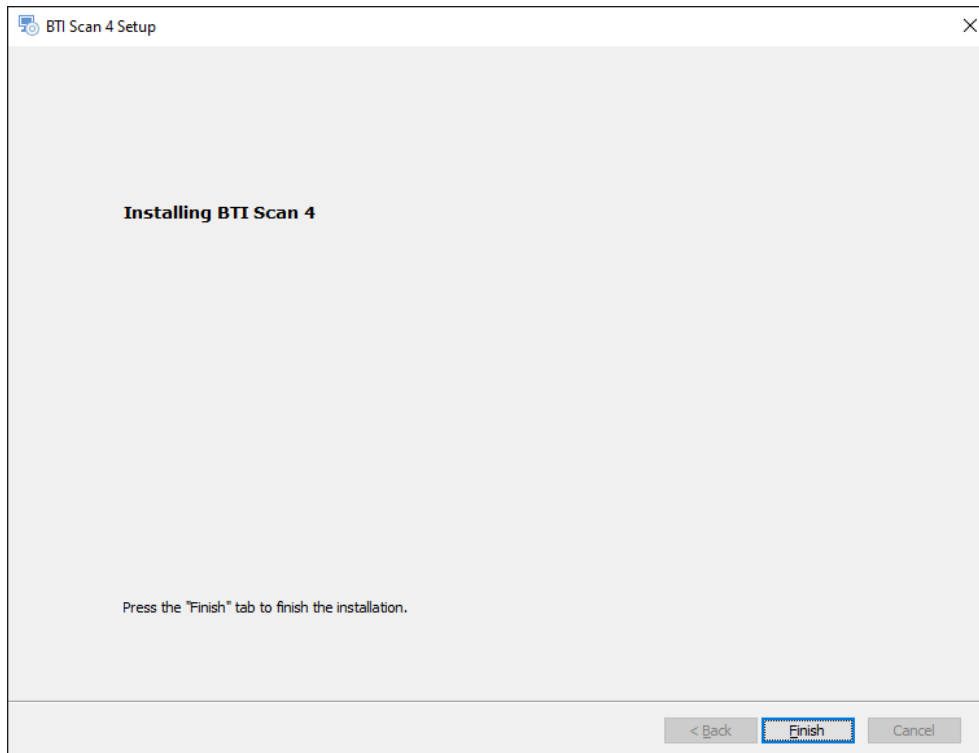 BTI Scan 4 Setup
Installing BTI Scan 4
Press the "Finish" tab to finish the installation.
< Back Finish Cancel